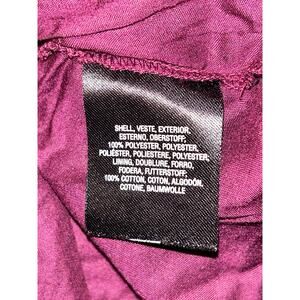 SHELL, VESTE, EXTERIOR,
ESTERNO, OBERSTOFF;
100% POLYESTER, POLYESTER,
POLIÉSTER, POLIESTERE, POLYESTER;
LINING, DOUBLURE, FORRO,
FODERA, FUTTERSTOFF;
100% COTTON, COTON, ALGODÓN,
COTONE, BAUMWOLLE